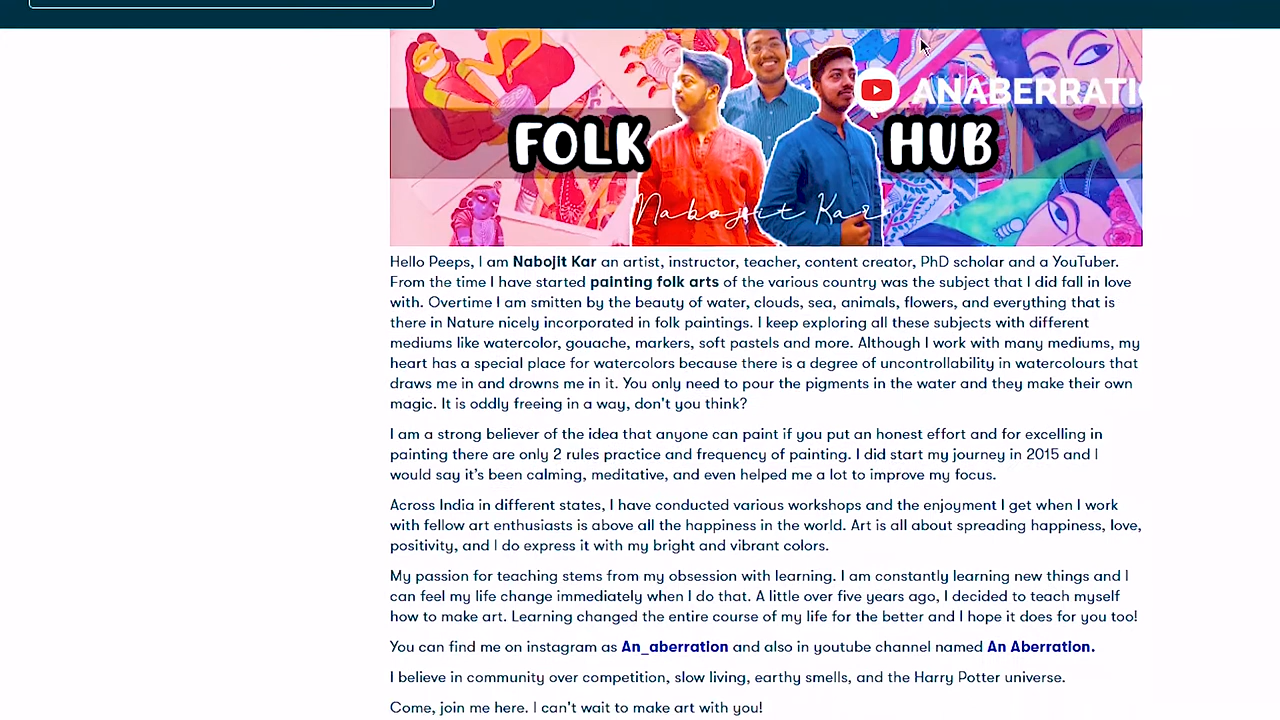 ANABERRATI
FOLK HUB
Nabojit Kar
Hello Peeps, I am Nabojit Kar an artist, instructor, teacher, content creator, PhD scholar and a YouTuber.
From the time I have started painting folk arts of the various country was the subject that I did fall in love
with. Overtime I am smitten by the beauty of water, clouds, sea, animals, flowers, and everything that is
there in Nature nicely incorporated in folk paintings. I keep exploring all these subjects with different
mediums like watercolor, gouache, markers, soft pastels and more. Although I work with many mediums, my
heart has a special place for watercolors because there is a degree of uncontrollability in watercolours that
draws me in and drowns me in it. You only need to pour the pigments in the water and they make their own
magic. It is oddly freeing in a way, don't you think?
I am a strong believer of the idea that anyone can paint if you put an honest effort and for excelling in
painting there are only 2 rules practice and frequency of painting. I did start my journey in 2015 and I
would say it's been calming, meditative, and even helped me a lot to improve my focus.
Across India in different states, I have conducted various workshops and the enjoyment I get when I work
with fellow art enthusiasts is above all the happiness in the world. Art is all about spreading happiness, love,
positivity, and I do express it with my bright and vibrant colors.
My passion for teaching stems from my obsession with learning. I am constantly learning new things and I
can feel my life change immediately when I do that. A little over five years ago, I decided to teach myself
how to make art. Learning changed the entire course of my life for the better and I hope it does for you too!
You can find me on instagram as An_aberration and also in youtube channel named An Aberration.
I believe in community over competition, slow living, earthy smells, and the Harry Potter universe.
Come, join me here. I can't wait to make art with you!